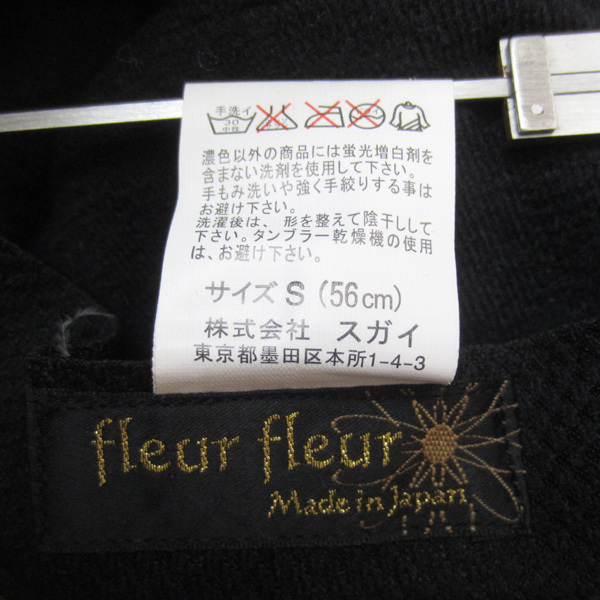 手洗イ
30
中性
濃色以外の商品には蛍光増白剤を
含まない洗剤を使用して下さい。
手もみ洗いや強く手絞りする事は
お避け下さい。
洗濯後は、形を整えて陰干しして
下さい。タンブラー乾燥機の使用
は、お避け下さい。
サイズ S (56cm)
株式会社 スガイ
東京都墨田区本所1-4-3
fleur fleur
Made in Japan